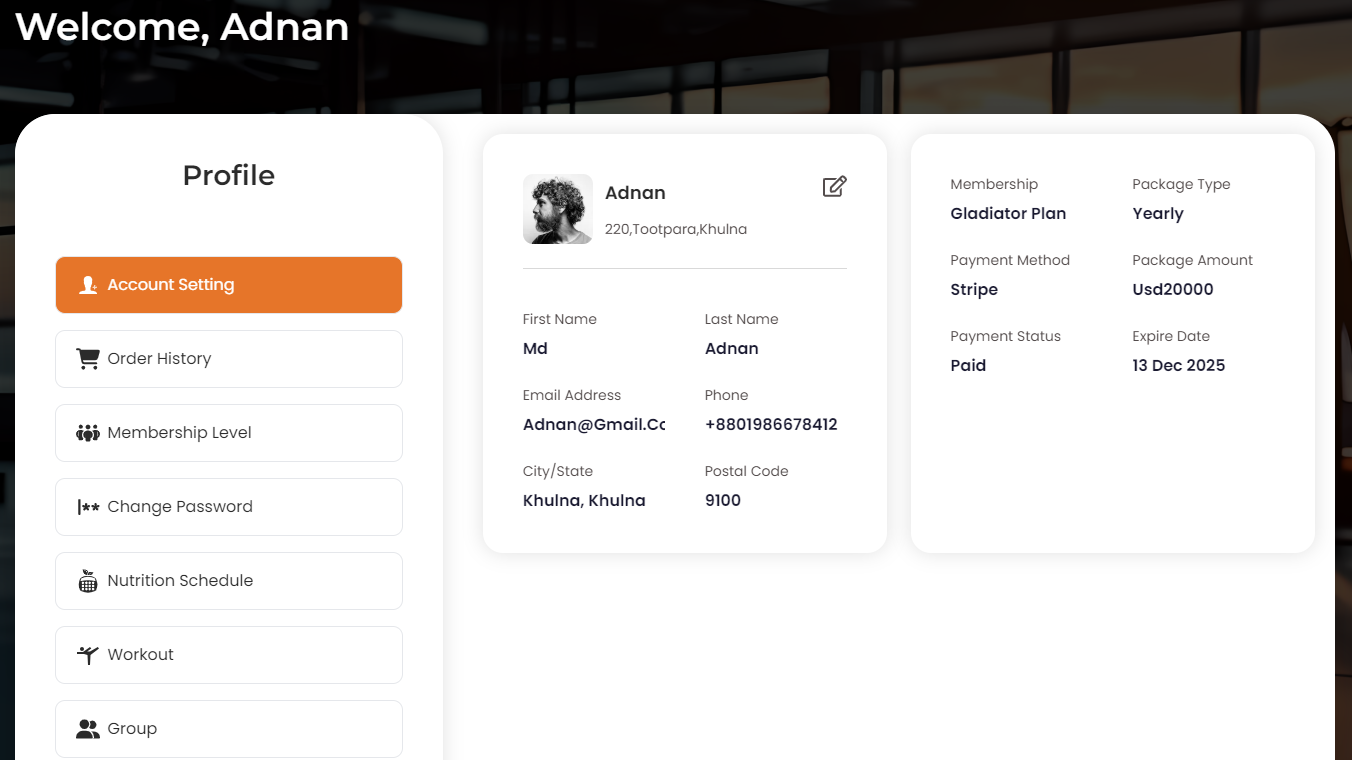 Welcome, Adnan
Profile
Account Setting
Order History
Membership Level
Change Password
Nutrition Schedule
Workout
Group
Adnan
220,Tootpara,Khulna
First Name
Last Name
Md
Adnan
Email Address
Phone
Adnan@Gmail.Co
+8801986678412
City/State
Postal Code
Khulna, Khulna
9100
Membership
Package Type
Gladiator Plan
Yearly
Payment Method
Package Amount
Stripe
Usd20000
Payment Status
Expire Date
Paid
13 Dec 2025